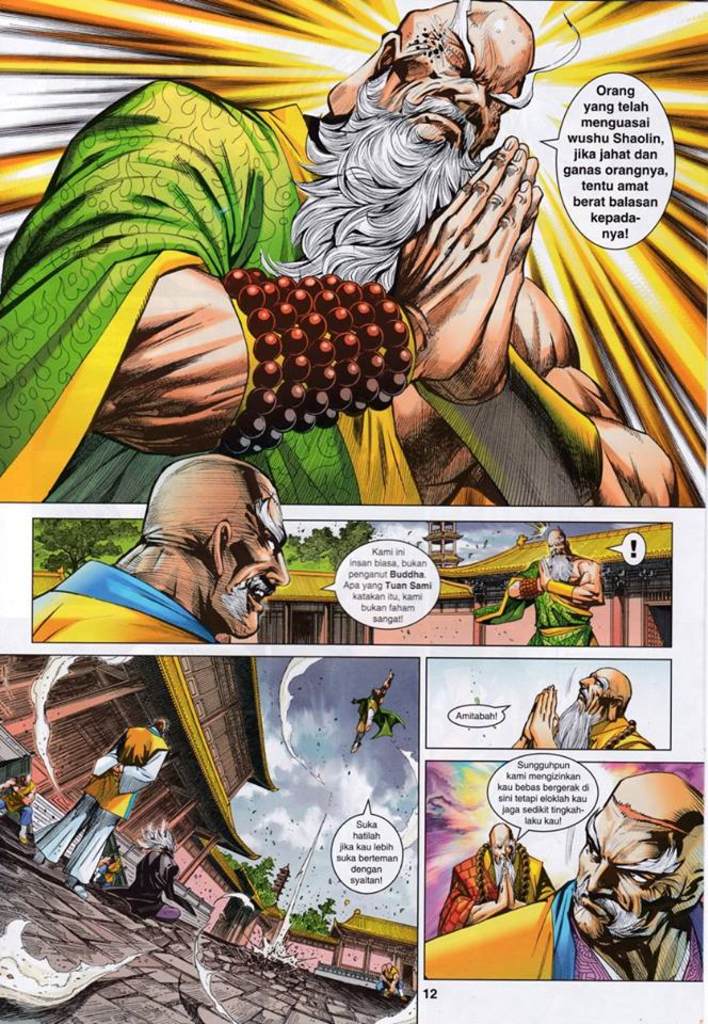 Orang
yang telah
menguasai
wushu Shaolin,
jika jahat dan
ganas orangnya,
tentu amat
berat balasan
kepada-
nya!
Kami ini
insan biasa, bukan
penganut Buddha.
Apa yang Tuan Sami
katakan itu, kami
bukan faham
sangat!
!
Suka
hatilah
jika kau lebih
suka berteman
dengan
syaitan!
Amitabah!
Sungguhpun
kami mengizinkan
kau bebas bergerak di
sini tetapi eloklah kau
jaga sedikit tingkah-
laku kau!
12